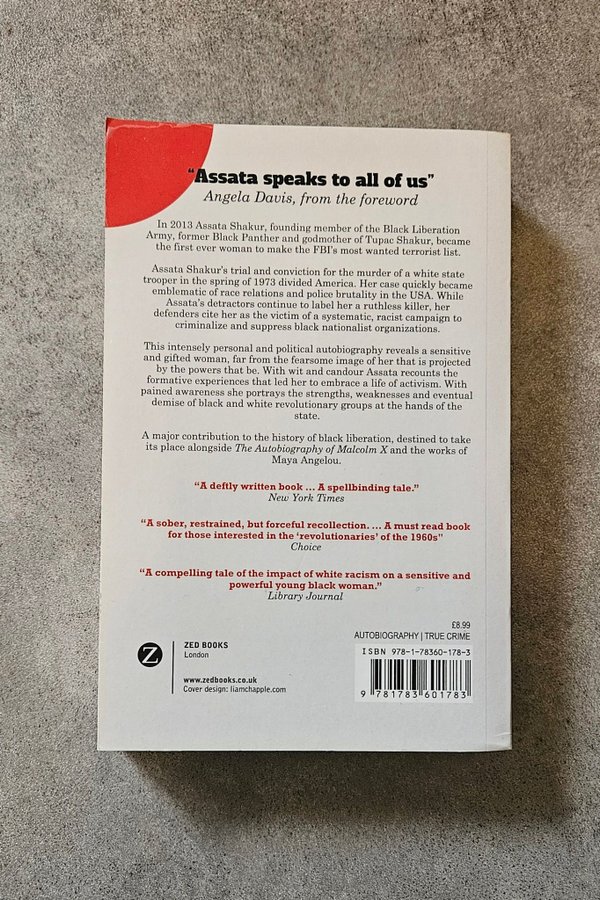 “Assata speaks to all of us”
Angela Davis, from the foreword
In 2013 Assata Shakur, founding member of the Black Liberation
Army, former Black Panther and godmother of Tupac Shakur, became
the first ever woman to make the FBI's most wanted terrorist list.
Assata Shakur's trial and conviction for the murder of a white state
trooper in the spring of 1973 divided America. Her case quickly became
emblematic of race relations and police brutality in the USA. While
Assata's detractors continue to label her a ruthless killer, her
defenders cite her as the victim of a systematic, racist campaign to
criminalize and suppress black nationalist organizations.
This intensely personal and political autobiography reveals a sensitive
and gifted woman, far from the fearsome image of her that is projected
by the powers that be. With wit and candour Assata recounts the
formative experiences that led her to embrace a life of activism. With
pained awareness she portrays the strengths, weaknesses and eventual
demise of black and white revolutionary groups at the hands of the
state.
A major contribution to the history of black liberation, destined to take
its place alongside The Autobiography of Malcolm X and the works of
Maya Angelou.
“A deftly written book ... A spellbinding tale.”
New York Times
“A sober, restrained, but forceful recollection. ... A must read book
for those interested in the ‘revolutionaries’ of the 1960s”
Choice
“A compelling tale of the impact of white racism on a sensitive and
powerful young black woman.”
Library Journal
£8.99
AUTOBIOGRAPHY | TRUE CRIME
Z
ZED BOOKS
London
www.zedbooks.co.uk
Cover design: liamchapple.com
ISBN 978-1-78360-178-3
9 781783 601783